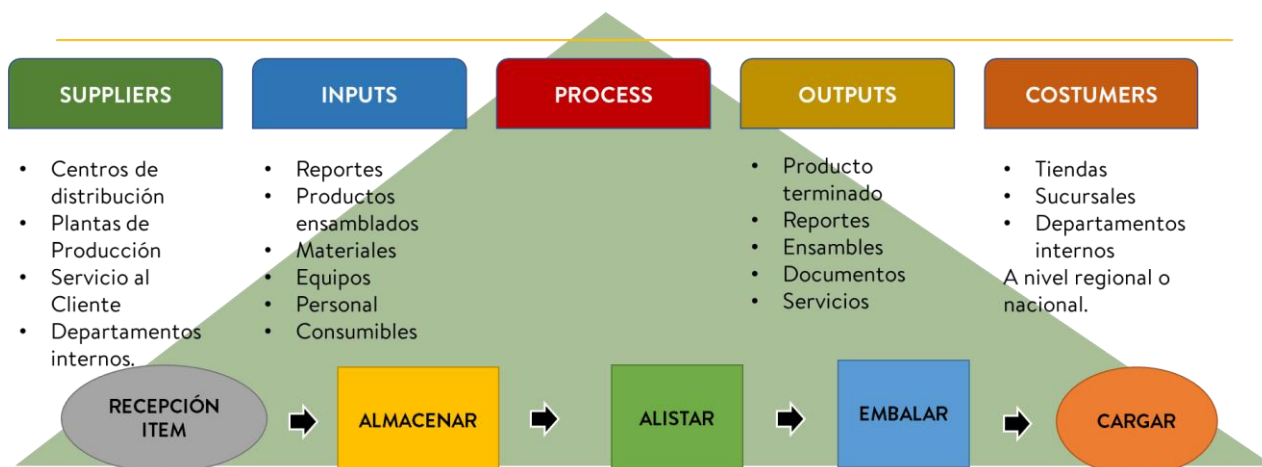 SUPPLIERS
INPUTS
PROCESS
OUTPUTS
COSTUMERS
• Centros de
distribución
• Plantas de
Producción
• Servicio al
Cliente
• Departamentos
internos.
• Reportes
• Productos
ensamblados
• Materiales
• Equipos
• Personal
• Consumibles
• Producto
terminado
• Reportes
• Ensambles
• Documentos
• Servicios
• Tiendas
• Sucursales
• Departamentos
internos
A nivel regional o
nacional.
RECEPCIÓN
ITEM
ALMACENAR
ALISTAR
EMBALAR
CARGAR